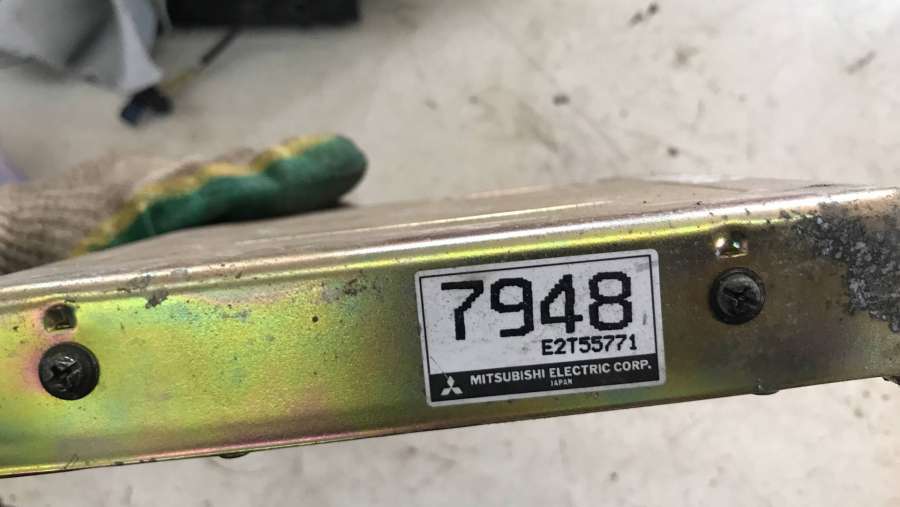 7948
E2T55771
MITSUBISHI ELECTRIC CORP.
JAPAN